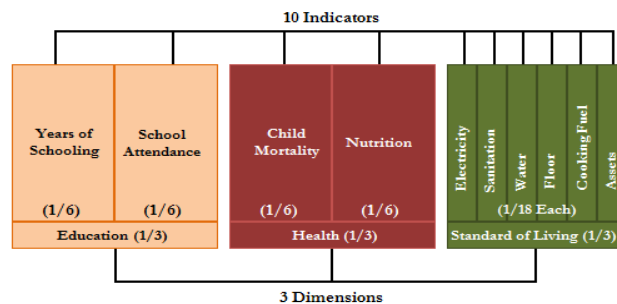 10 Indicators
Years of
Schooling
(1/6)
School
Attendance
(1/6)
Education (1/3)
Child
Mortality
(1/6)
Nutrition
(1/6)
Health (1/3)
Electricity
Sanitation
Water
Floor
Cooking Fuel
Assets
(1/18 Each)
Standard of Living (1/3)
3 Dimensions